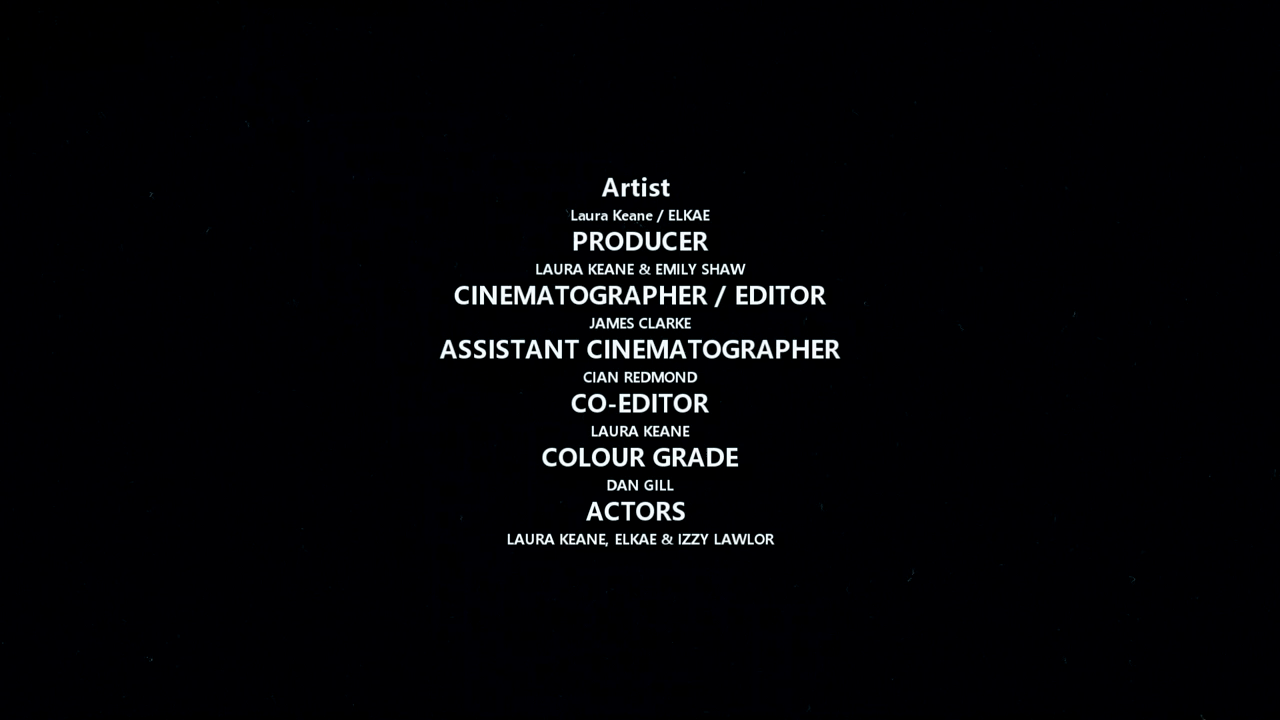 Artist
Laura Keane / ELKAE
PRODUCER
LAURA KEANE & EMILY SHAW
CINEMATOGRAPHER / EDITOR
JAMES CLARKE
ASSISTANT CINEMATOGRAPHER
CIAN REDMOND
CO-EDITOR
LAURA KEANE
COLOUR GRADE
DAN GILL
ACTORS
LAURA KEANE, ELKAE & IZZY LAWLOR